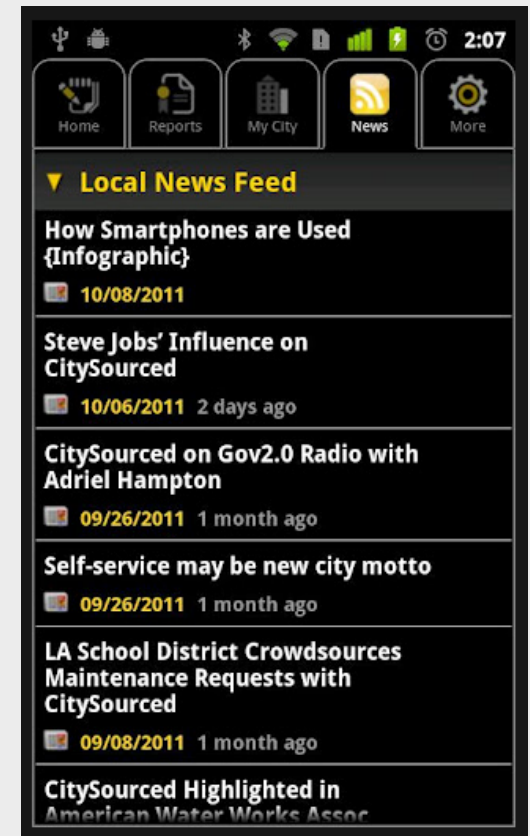 2:07
Home
Reports
My City
News
More
Local News Feed
How Smartphones are Used
{Infographic}
10/08/2011
Steve Jobs’ Influence on
CitySourced
10/06/2011 2 days ago
CitySourced on Gov2.0 Radio with
Adriel Hampton
09/26/2011 1 month ago
Self-service may be new city motto
09/26/2011 1 month ago
LA School District Crowdsources
Maintenance Requests with
CitySourced
09/08/2011 1 month ago
CitySourced Highlighted in
American Water Works Assoc